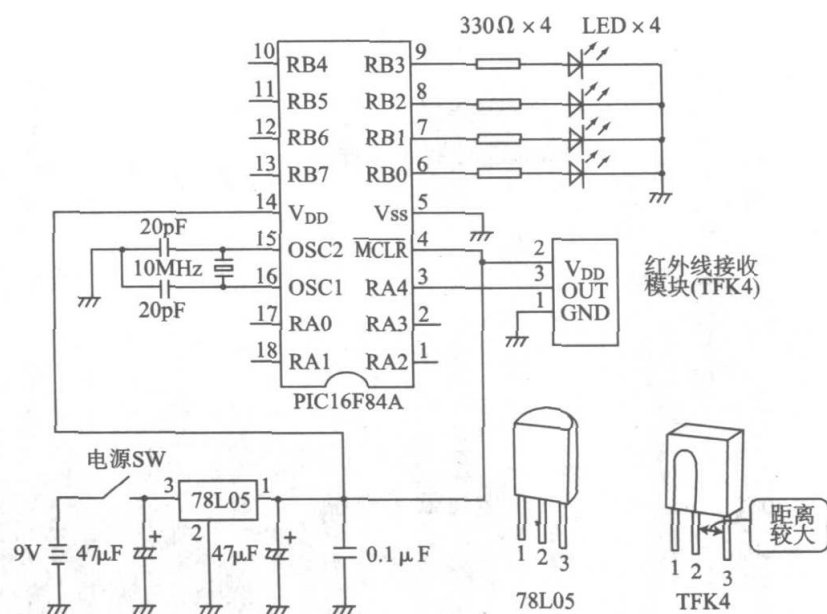 330Ω × 4 LED × 4
10 RB4 RB3 9
11 RB5 RB2 8
12 RB6 RB1 7
13 RB7 RB0 6
14 VDD Vss 5
20pF
15 OSC2 MCLR 4
10MHz
16 OSC1 RA4 3
20pF
17 RA0 RA3 2
18 RA1 RA2 1
PIC16F84A
2 VDD
3 OUT
1 GND
红外线接收
模块(TFK4)
电源SW
3 78L05 1
2
9V 47μF + 47μF + 0.1μF
1 2 3
78L05
1 2 3
TFK4
距离
较大